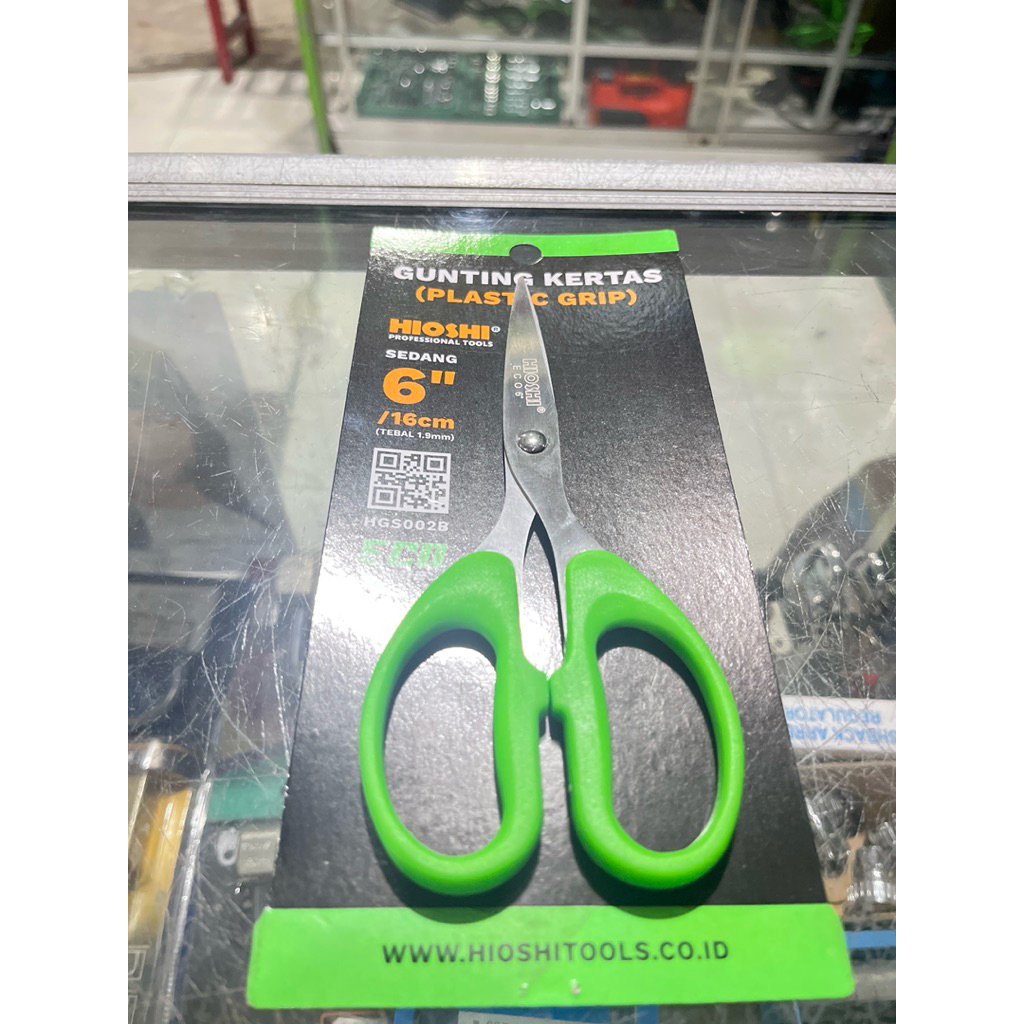 GUNTING KERTAS
(PLASTIC GRIP)
HIOSHI®
PROFESSIONAL TOOLS
SEDANG
6"
/16cm
(TEBAL 1.9mm)
HGS002B
ECO
HIOSHI®
WWW.HIOSHITOOLS.CO.ID
REGULATOR